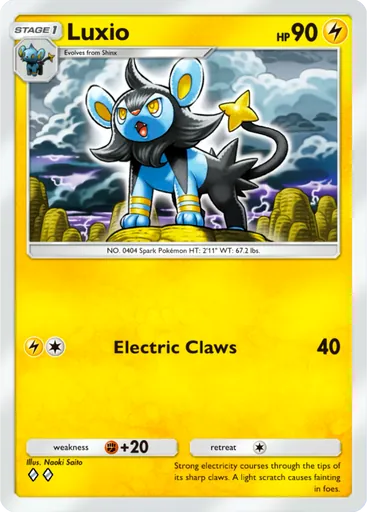 STAGE 1
Luxio
HP 90
Evolves from Shinx
NO. 0404 Spark Pokémon HT: 2'11" WT: 67.2 lbs.
Electric Claws 40
weakness +20 retreat
Illus. Naoki Saito
Strong electricity courses through the tips of
its sharp claws. A light scratch causes fainting
in foes.